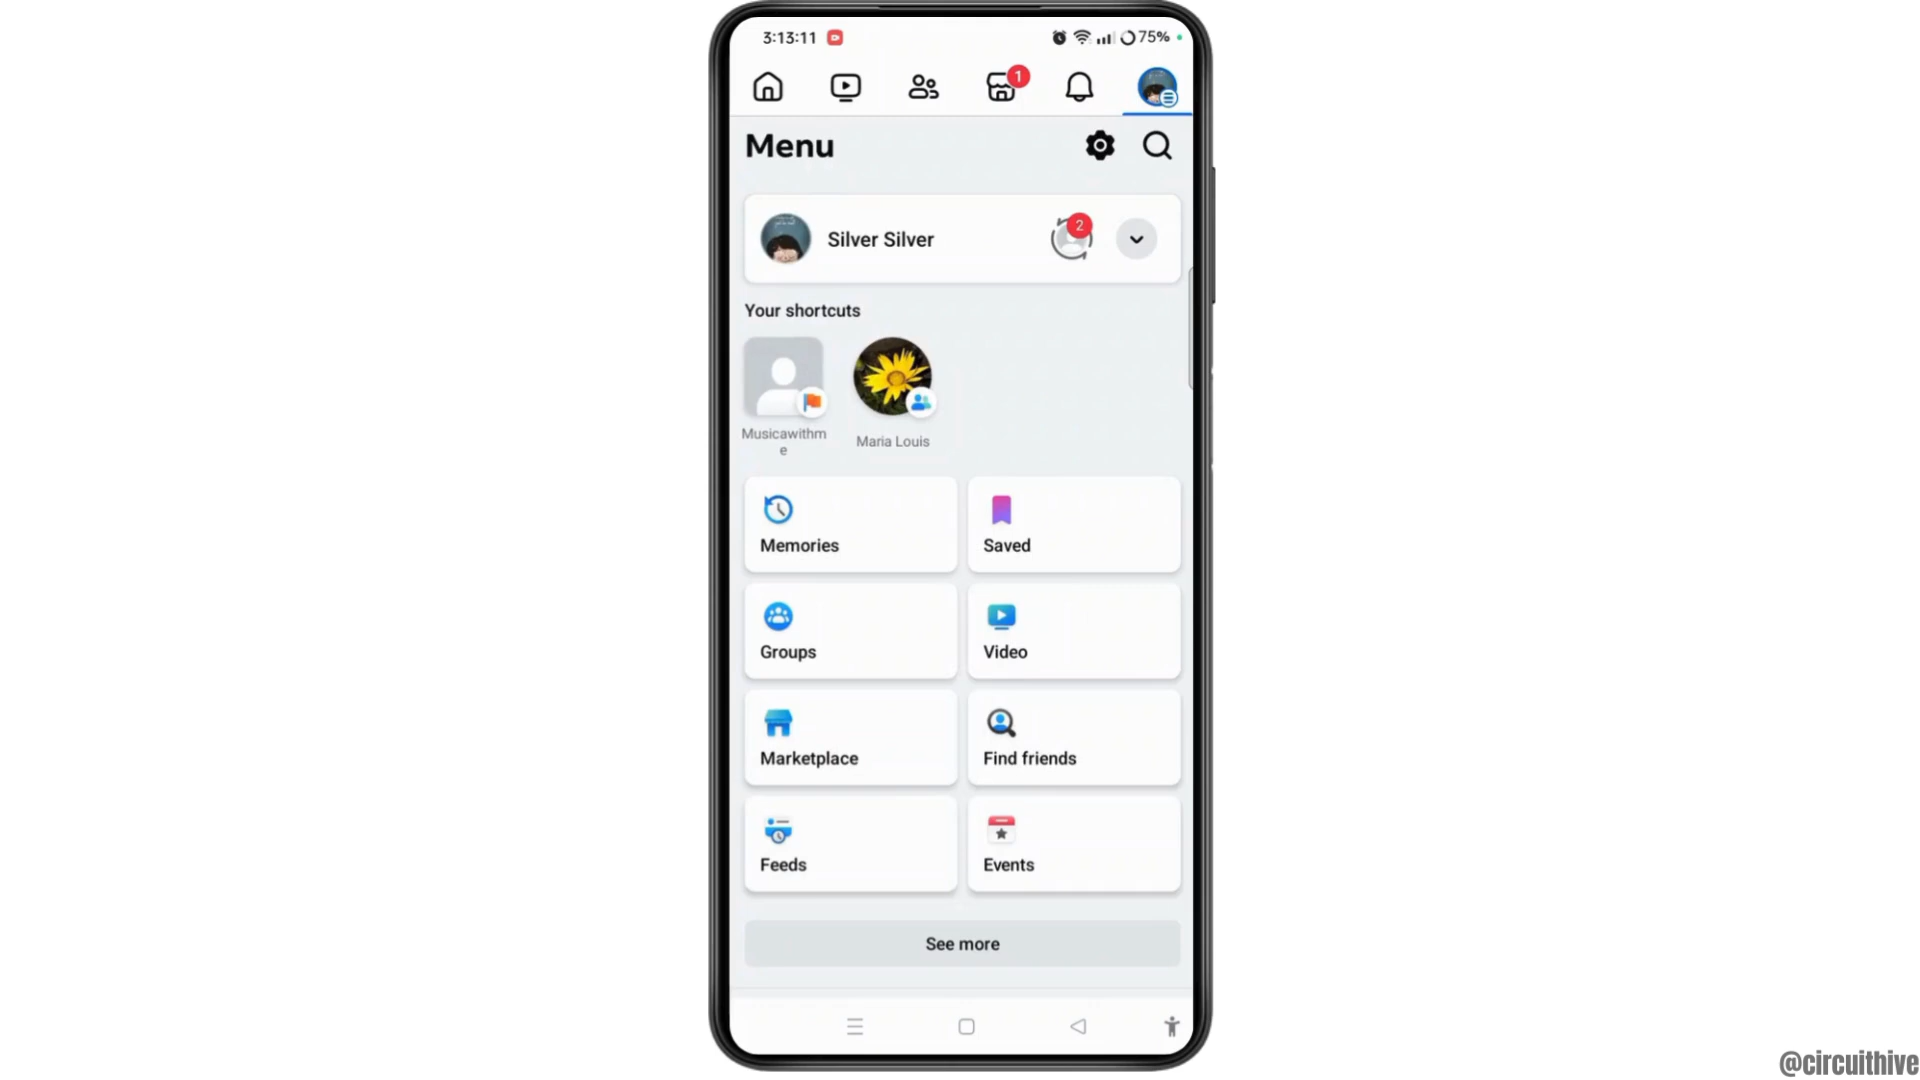 3:13:11
75%
1
Menu
Silver Silver
2
Your shortcuts
Musicawithm
e
Maria Louis
Memories
Saved
Groups
Video
Marketplace
Find friends
Feeds
Events
See more
@circuithive